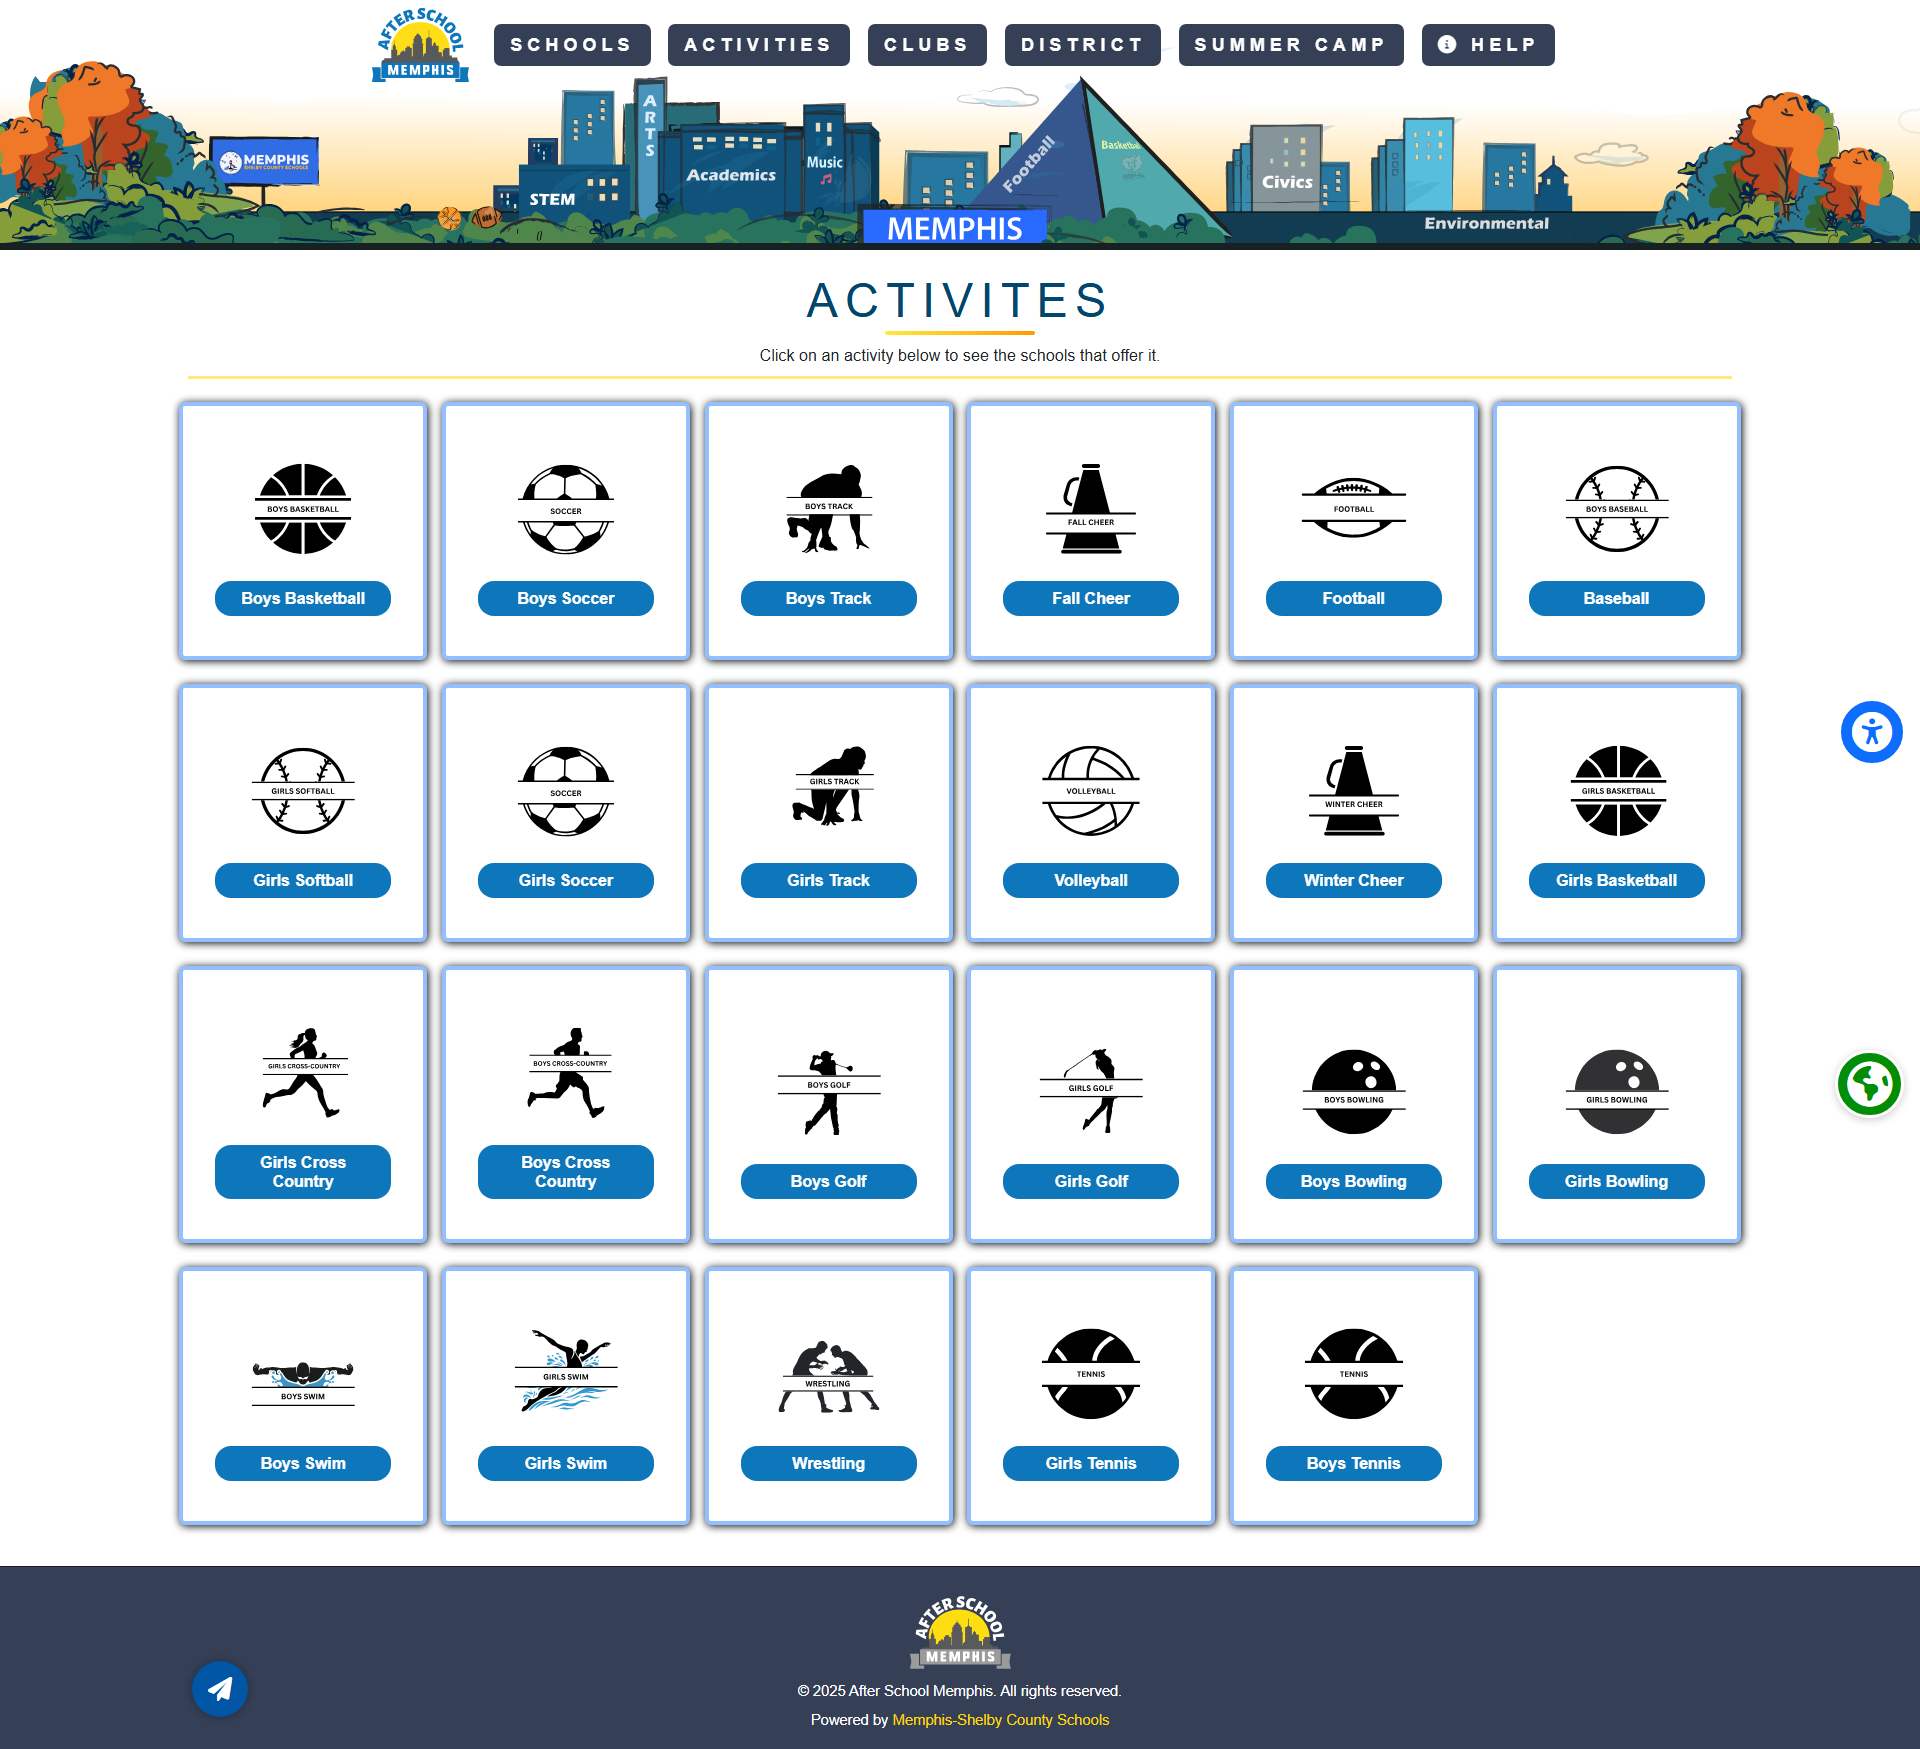 AFTER SCHOOL
MEMPHIS
SCHOOLS
ACTIVITIES
CLUBS
DISTRICT
SUMMER CAMP
HELP
MEMPHIS
SHELBY COUNTY SCHOOLS
STEM
ARTS
Academics
Music
Football
Basketball
MEMPHIS
Civics
Environmental
ACTIVITES
Click on an activity below to see the schools that offer it.
BOYS BASKETBALL
Boys Basketball
SOCCER
Boys Soccer
BOYS TRACK
Boys Track
FALL CHEER
Fall Cheer
FOOTBALL
Football
BOYS BASEBALL
Baseball
GIRLS SOFTBALL
Girls Softball
SOCCER
Girls Soccer
GIRLS TRACK
Girls Track
VOLLEYBALL
Volleyball
WINTER CHEER
Winter Cheer
GIRLS BASKETBALL
Girls Basketball
GIRLS CROSS-COUNTRY
Girls Cross
Country
BOYS CROSS-COUNTRY
Boys Cross
Country
BOYS GOLF
Boys Golf
GIRLS GOLF
Girls Golf
BOYS BOWLING
Boys Bowling
GIRLS BOWLING
Girls Bowling
BOYS SWIM
Boys Swim
GIRLS SWIM
Girls Swim
WRESTLING
Wrestling
TENNIS
Girls Tennis
TENNIS
Boys Tennis
AFTER SCHOOL
MEMPHIS
© 2025 After School Memphis. All rights reserved.
Powered by Memphis-Shelby County Schools